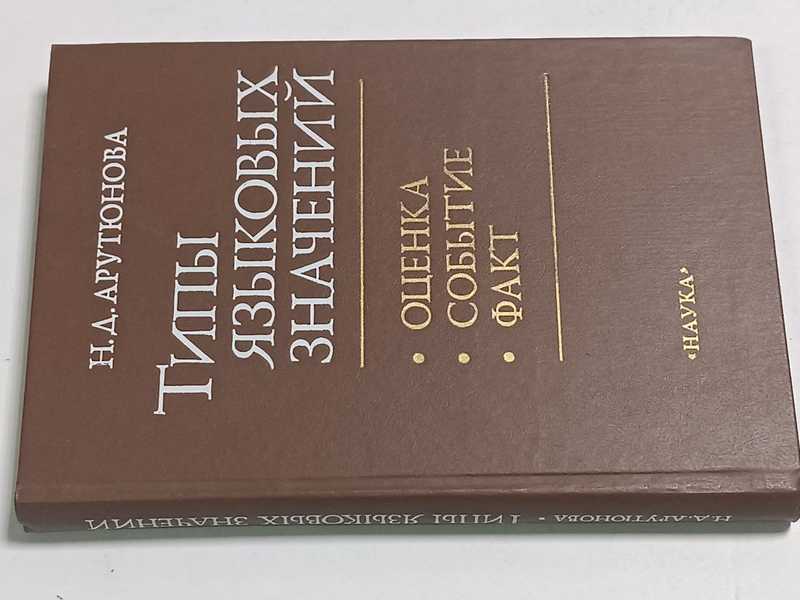 Н.Д. АРУТЮНОВА
ТИПЫ
ЯЗЫКОВЫХ
ЗНАЧЕНИЙ
• ОЦЕНКА
• СОБЫТИЕ
• ФАКТ
«НАУКА»
Н.Д. АРУТЮНОВА • ТИПЫ ЯЗЫКОВЫХ ЗНАЧЕНИЙ